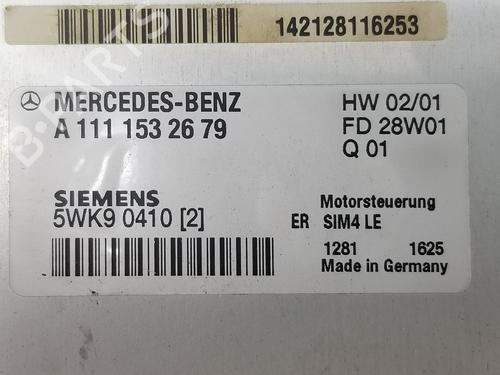 142128116253
MERCEDES-BENZ HW 02/01
A 111 153 26 79 FD 28W01
Q 01
SIEMENS Motorsteuerung
5WK9 0410 [2] ER SIM4 LE
1281 1625
Made in Germany
B-PARTS